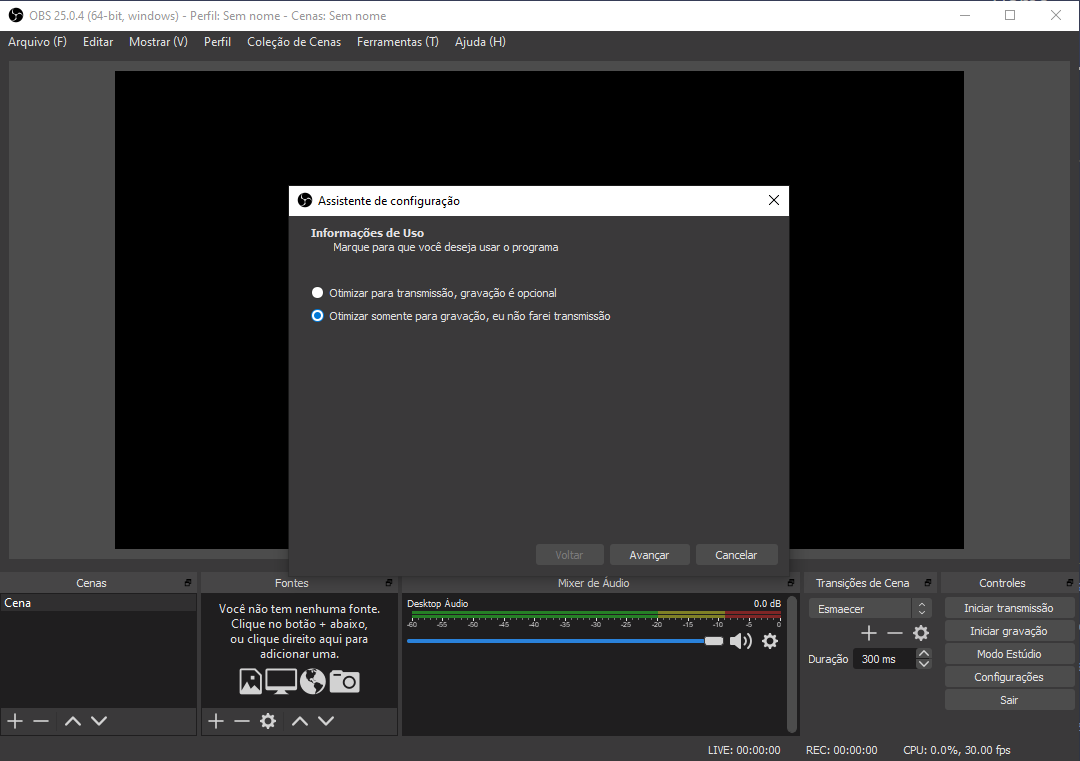 OBS 25.0.4 (64-bit, windows) - Perfil: Sem nome - Cenas: Sem nome
Arquivo (F) Editar Mostrar (V) Perfil Coleção de Cenas Ferramentas (T) Ajuda (H)
Assistente de configuração
Informações de Uso
Marque para que você deseja usar o programa
Otimizar para transmissão, gravação é opcional
Otimizar somente para gravação, eu não farei transmissão
Voltar Avançar Cancelar
Cenas
Cena
Fontes
Você não tem nenhuma fonte.
Clique no botão + abaixo,
ou clique direito aqui para
adicionar uma.
Mixer de Áudio
Desktop Áudio 0.0 dB
-60 -55 -50 -45 -40 -35 -30 -25 -20 -15 -10 -5 0
Transições de Cena
Esmaecer
Duração 300 ms
Controles
Iniciar transmissão
Iniciar gravação
Modo Estúdio
Configurações
Sair
LIVE: 00:00:00 REC: 00:00:00 CPU: 0.0%, 30.00 fps